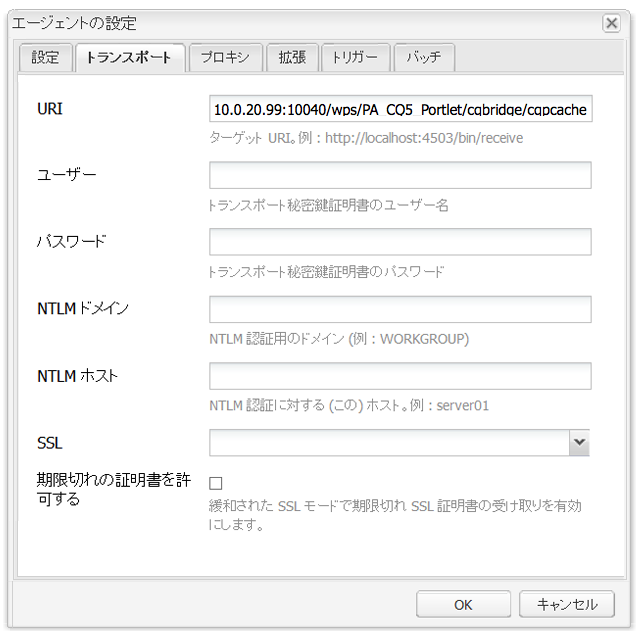 エージェントの設定
設定
トランスポート
プロキシ
拡張
トリガー
バッチ
URI
10.0.20.99:10040/wps/PA_CQ5_Portlet/cqbridge/cqpcache
ターゲット URI。例 : http://localhost:4503/bin/receive
ユーザー
トランスポート秘密鍵証明書のユーザー名
パスワード
トランスポート秘密鍵証明書のパスワード
NTLM ドメイン
NTLM 認証用のドメイン (例 : WORKGROUP)
NTLM ホスト
NTLM 認証に対する (この) ホスト。例 : server01
SSL
期限切れの証明書を許
可する
緩和された SSL モードで期限切れ SSL 証明書の受け取りを有効
にします。
OK
キャンセル